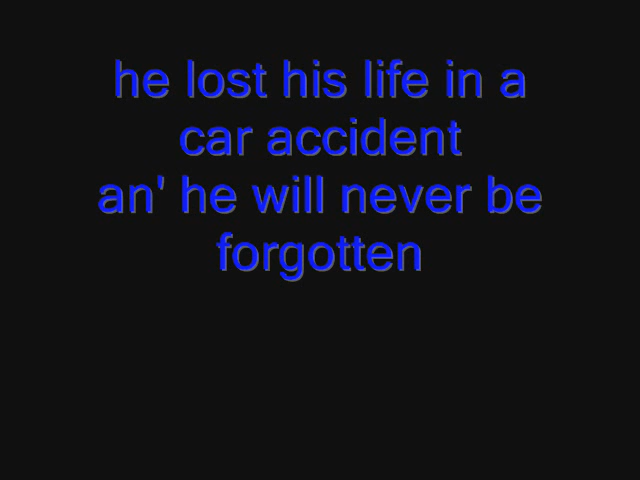 he lost his life in a
car accident
an' he will never be
forgotten